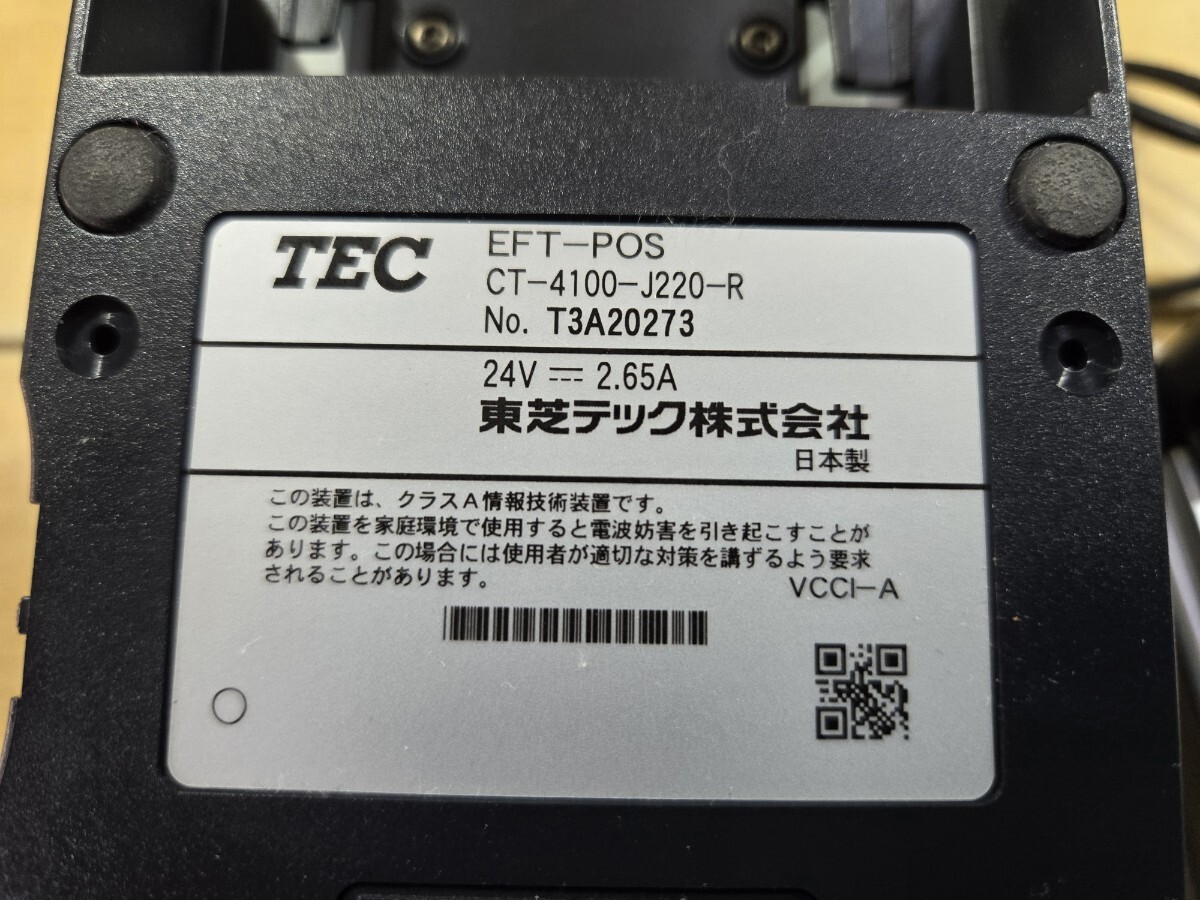 TEC
EFT-POS
CT-4100-J220-R
No. T3A20273
24V ⎓ 2.65A
東芝テック株式会社
日本製
この装置は、クラスA情報技術装置です。
この装置を家庭環境で使用すると電波妨害を引き起こすことが
あります。この場合には使用者が適切な対策を講ずるよう要求
されることがあります。
VCCI-A